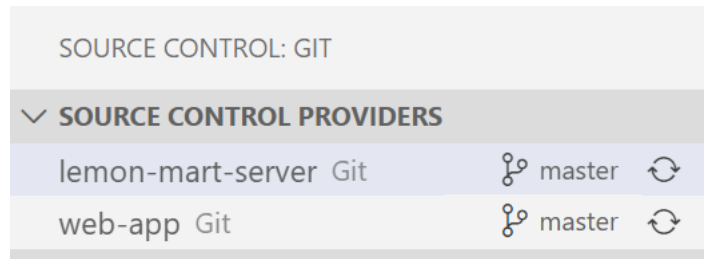 SOURCE CONTROL: GIT
SOURCE CONTROL PROVIDERS
lemon-mart-server Git master
web-app Git master